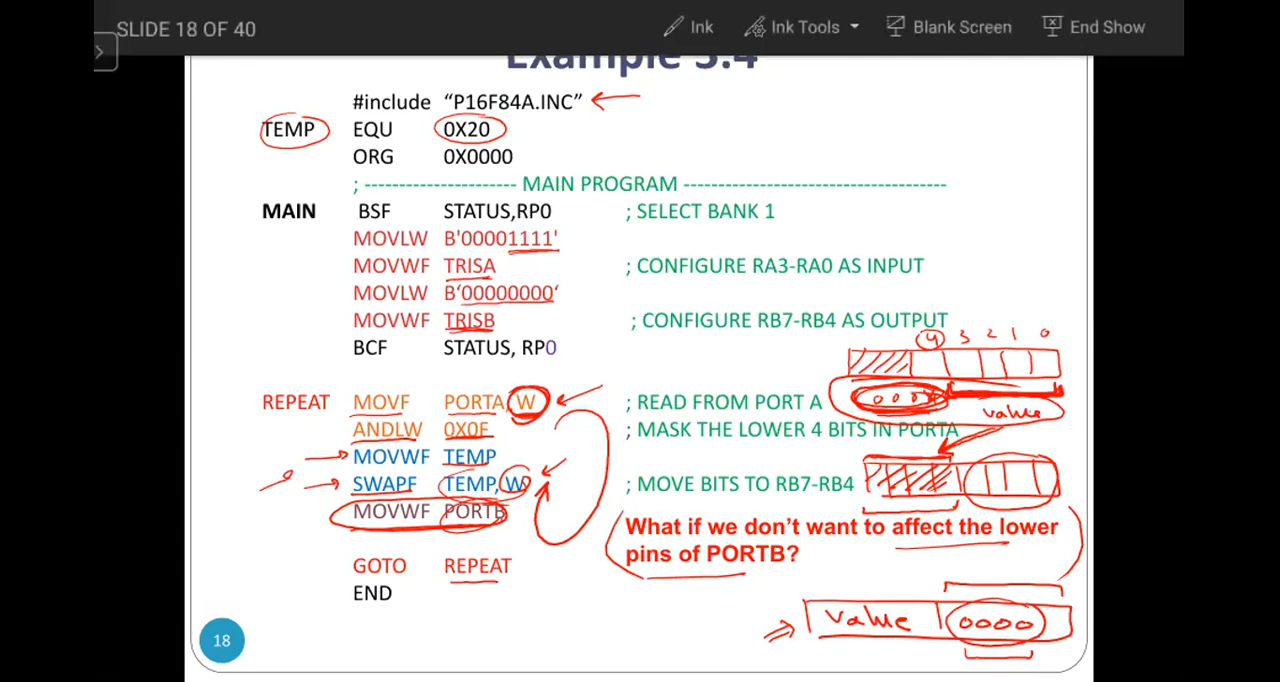 SLIDE 18 OF 40 Ink Ink Tools Blank Screen End Show
Example 3.4
#include “P16F84A.INC”
TEMP EQU 0X20
ORG 0X0000
; ---------------------- MAIN PROGRAM --------------------------------------
MAIN BSF STATUS,RP0 ; SELECT BANK 1
MOVLW B'00001111'
MOVWF TRISA ; CONFIGURE RA3-RA0 AS INPUT
MOVLW B‘00000000‘
MOVWF TRISB ; CONFIGURE RB7-RB4 AS OUTPUT
BCF STATUS, RP0
4 3 2 1 0
REPEAT MOVF PORTA, W ; READ FROM PORT A
value
ANDLW 0X0F ; MASK THE LOWER 4 BITS IN PORTA
MOVWF TEMP
SWAPF TEMP, W ; MOVE BITS TO RB7-RB4
MOVWF PORTB
What if we don’t want to affect the lower
pins of PORTB?
GOTO REPEAT
END
value 0000
18